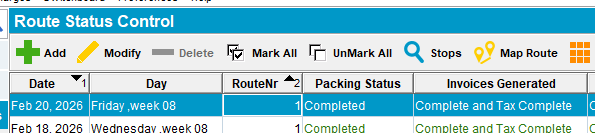 Route Status Control
Add Modify Delete Mark All UnMark All Stops Map Route
Date 1 Day RouteNr 2 Packing Status Invoices Generated
Feb 20, 2026 Friday ,week 08 1 Completed Complete and Tax Complete
Feb 18, 2026 Wednesday ,week 08 1 Completed Complete and Tax Complete